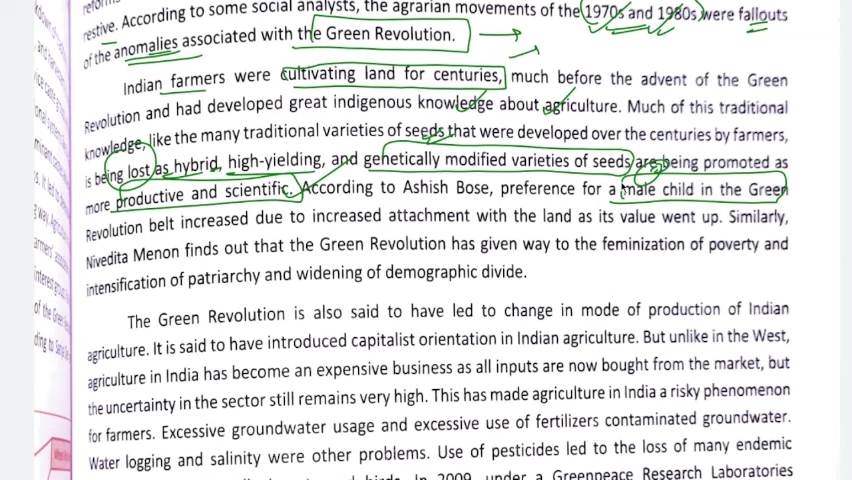 restive. According to some social analysts, the agrarian movements of the 1970s and 1980s were fallouts
of the anomalies associated with the Green Revolution.
Indian farmers were cultivating land for centuries, much before the advent of the Green
Revolution and had developed great indigenous knowledge about agriculture. Much of this traditional
knowledge, like the many traditional varieties of seeds that were developed over the centuries by farmers,
is being lost as hybrid, high-yielding, and genetically modified varieties of seeds are being promoted as
more productive and scientific. According to Ashish Bose, preference for a male child in the Green
Revolution belt increased due to increased attachment with the land as its value went up. Similarly,
Nivedita Menon finds out that the Green Revolution has given way to the feminization of poverty and
intensification of patriarchy and widening of demographic divide.
The Green Revolution is also said to have led to change in mode of production of Indian
agriculture. It is said to have introduced capitalist orientation in Indian agriculture. But unlike in the West,
agriculture in India has become an expensive business as all inputs are now bought from the market, but
the uncertainty in the sector still remains very high. This has made agriculture in India a risky phenomenon
for farmers. Excessive groundwater usage and excessive use of fertilizers contaminated groundwater.
Water logging and salinity were other problems. Use of pesticides led to the loss of many endemic
In 2009, under a Greenpeace Research Laboratories